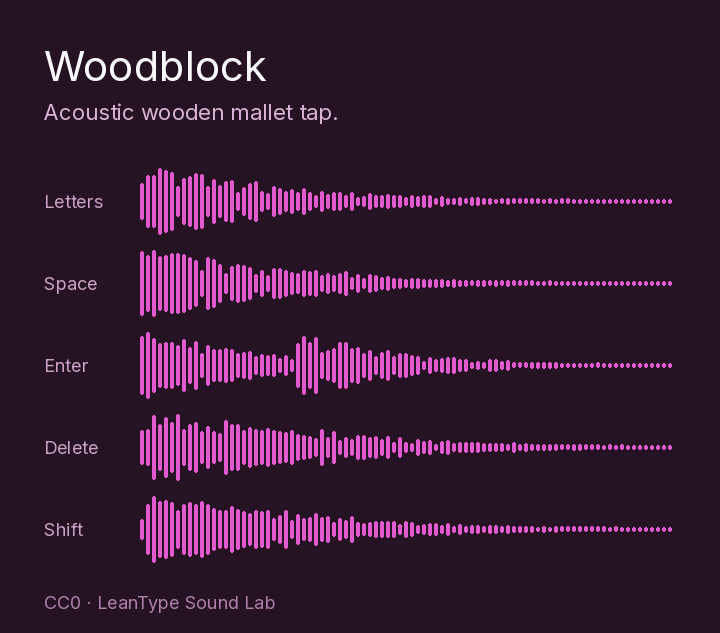 Woodblock
Acoustic wooden mallet tap.
Letters
Space
Enter
Delete
Shift
CC0 · LeanType Sound Lab